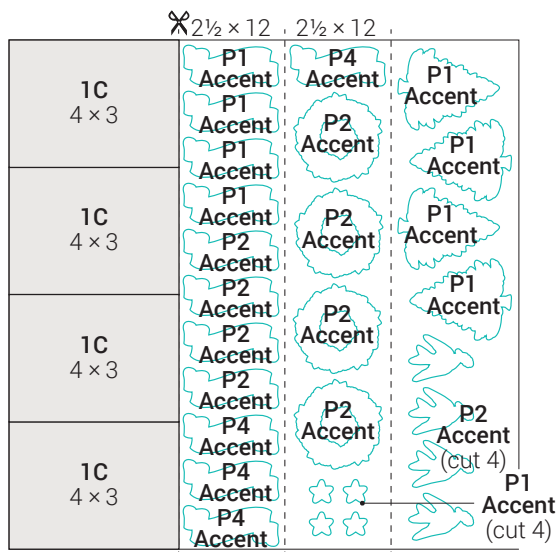 2½ × 12
2½ × 12
1C
4 × 3
1C
4 × 3
1C
4 × 3
1C
4 × 3
P1
Accent
P1
Accent
P1
Accent
P1
Accent
P2
Accent
P2
Accent
P2
Accent
P2
Accent
P4
Accent
P4
Accent
P4
Accent
P4
Accent
P2
Accent
P2
Accent
P2
Accent
P2
Accent
P1
Accent
P1
Accent
P1
Accent
P1
Accent
P2
Accent
(cut 4)
P1
Accent
(cut 4)